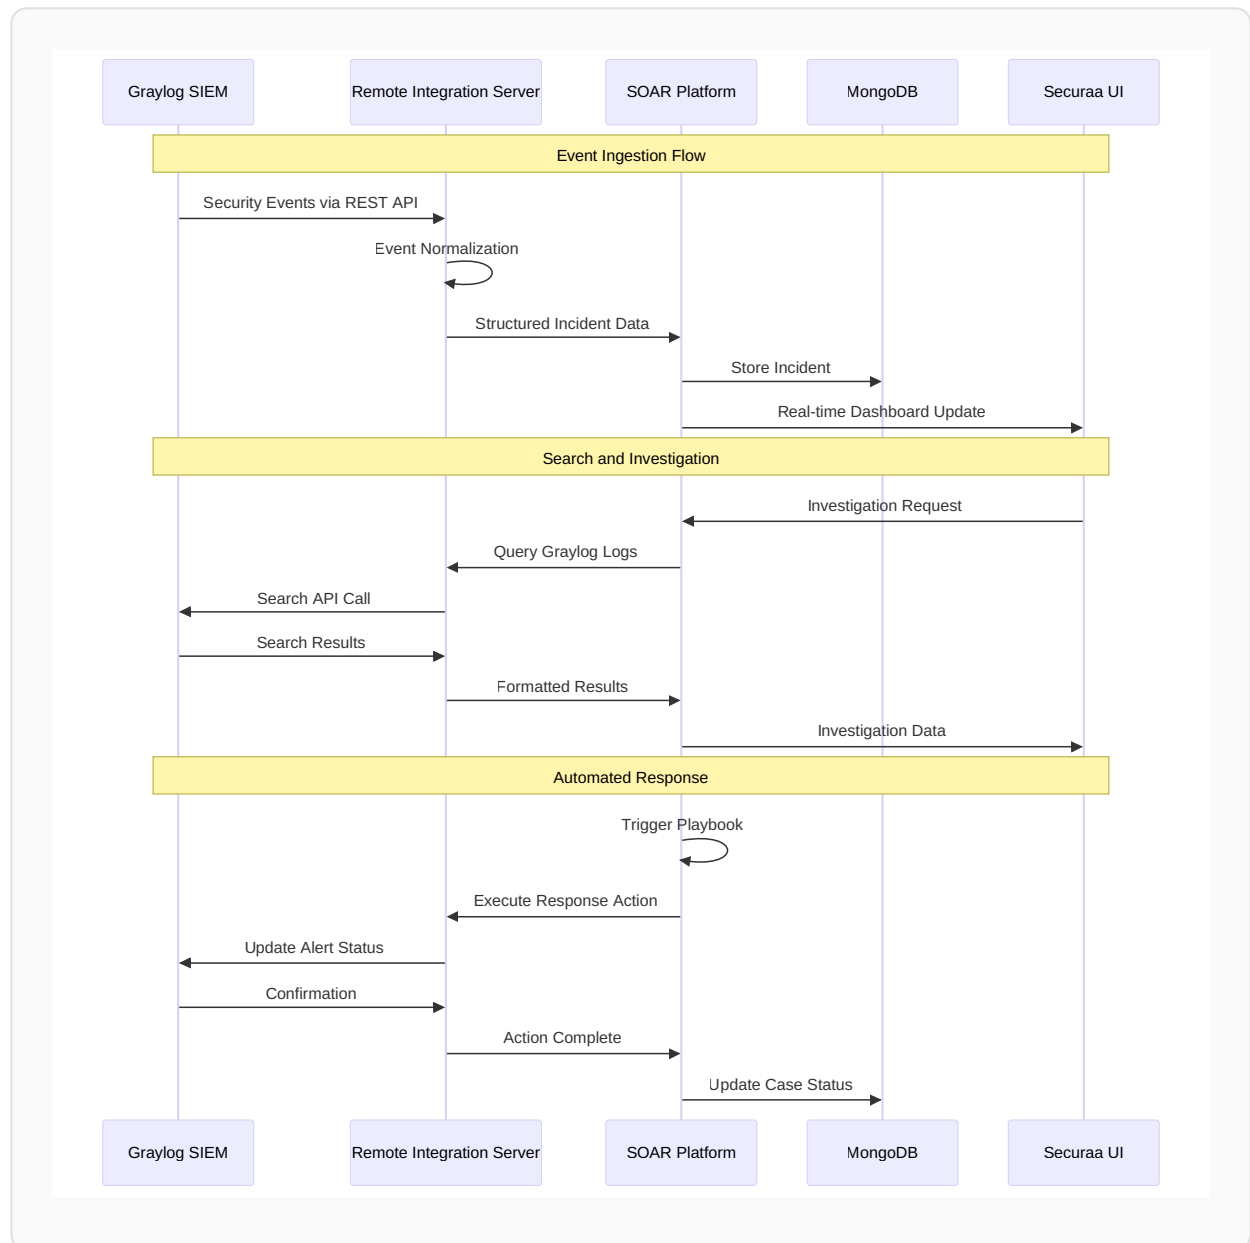 Graylog SIEM
Remote Integration Server
SOAR Platform
MongoDB
Securaa UI
Event Ingestion Flow
Security Events via REST API
Event Normalization
Structured Incident Data
Store Incident
Real-time Dashboard Update
Search and Investigation
Investigation Request
Query Graylog Logs
Search API Call
Search Results
Formatted Results
Investigation Data
Automated Response
Trigger Playbook
Execute Response Action
Update Alert Status
Confirmation
Action Complete
Update Case Status
Graylog SIEM
Remote Integration Server
SOAR Platform
MongoDB
Securaa UI